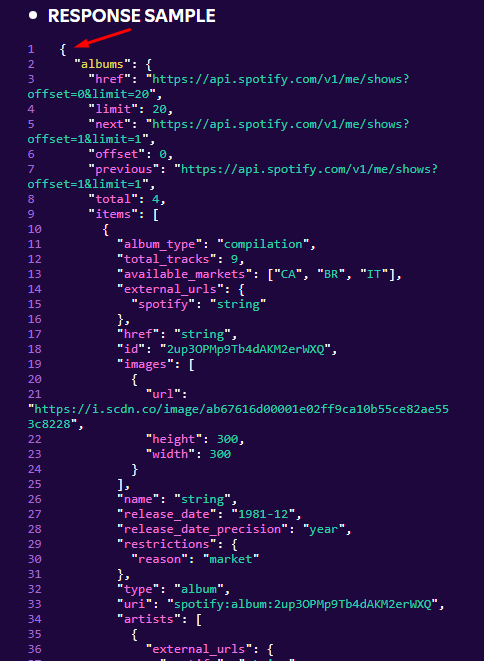 • RESPONSE SAMPLE
1 {
2 "albums": {
3 "href": "https://api.spotify.com/v1/me/shows?
offset=0&limit=20",
4 "limit": 20,
5 "next": "https://api.spotify.com/v1/me/shows?
offset=1&limit=1",
6 "offset": 0,
7 "previous": "https://api.spotify.com/v1/me/shows?
offset=1&limit=1",
8 "total": 4,
9 "items": [
10 {
11 "album_type": "compilation",
12 "total_tracks": 9,
13 "available_markets": ["CA", "BR", "IT"],
14 "external_urls": {
15 "spotify": "string"
16 },
17 "href": "string",
18 "id": "2up3OPMp9Tb4dAKM2erWXQ",
19 "images": [
20 {
21 "url":
"https://i.scdn.co/image/ab67616d00001e02ff9ca10b55ce82ae55
3c8228",
22 "height": 300,
23 "width": 300
24 }
25 ],
26 "name": "string",
27 "release_date": "1981-12",
28 "release_date_precision": "year",
29 "restrictions": {
30 "reason": "market"
31 },
32 "type": "album",
33 "uri": "spotify:album:2up3OPMp9Tb4dAKM2erWXQ",
34 "artists": [
35 {
36 "external_urls": {